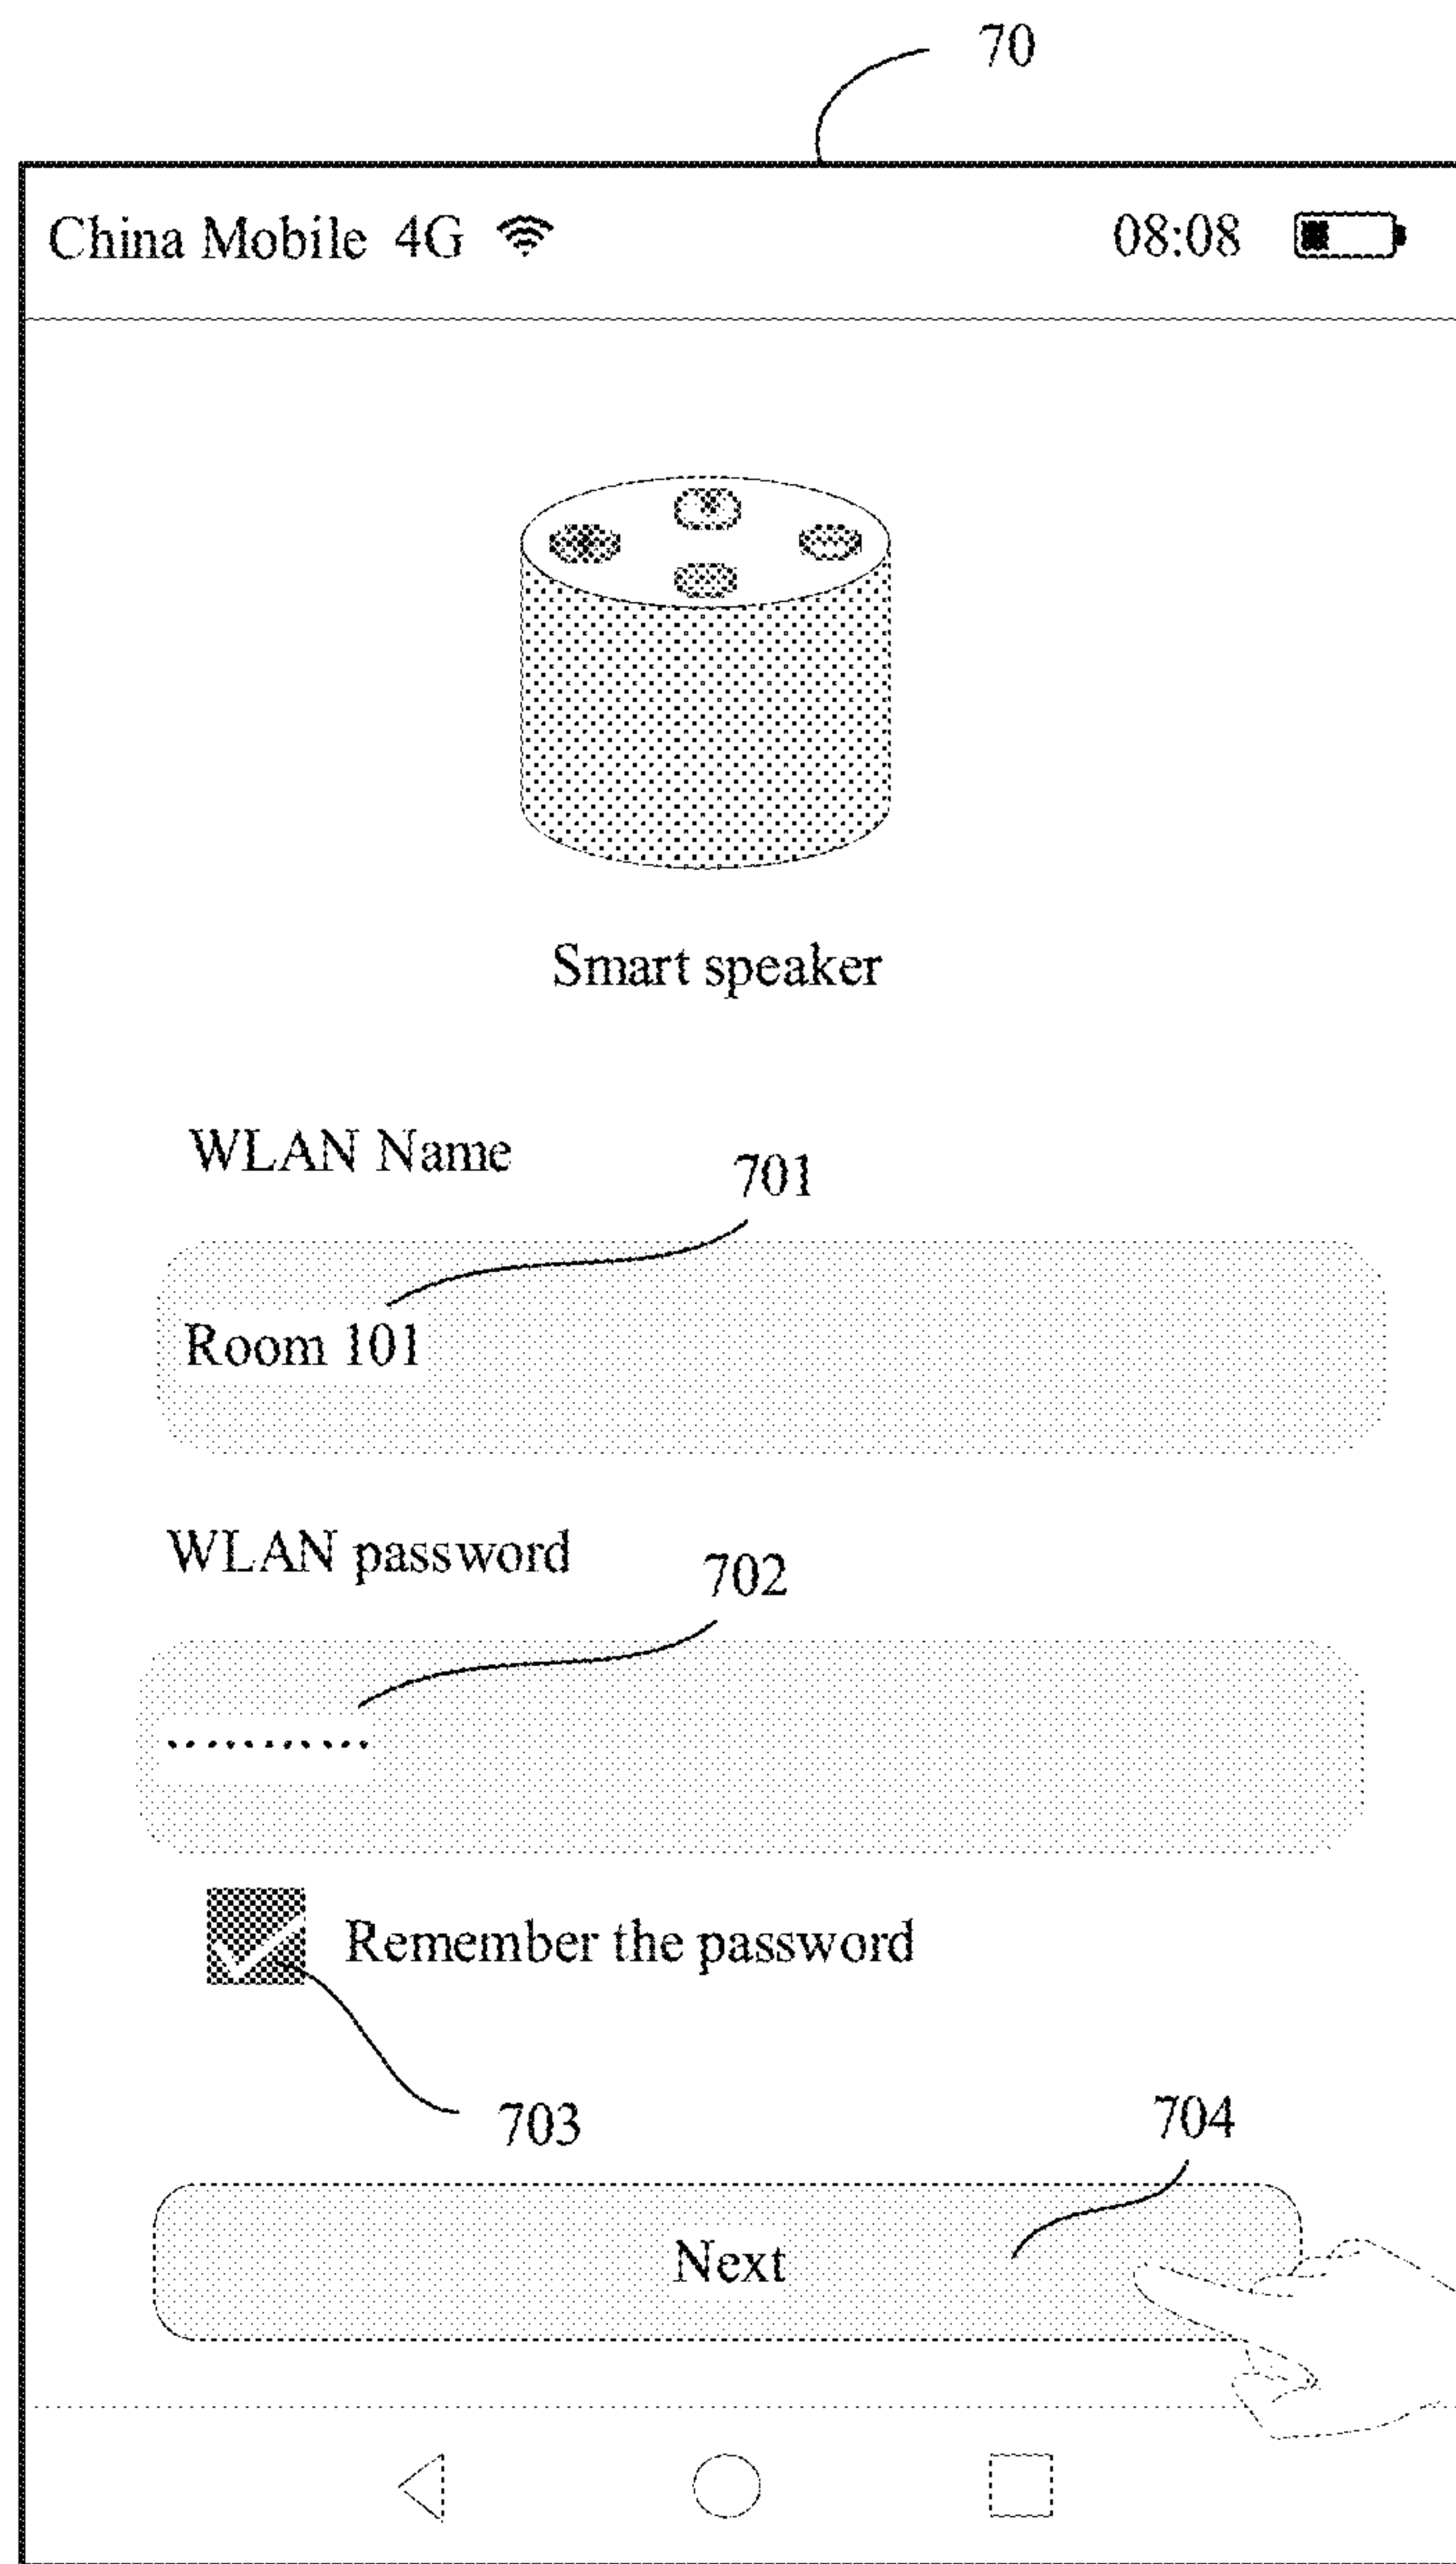 70
China Mobile 4G 08:08
Smart speaker
WLAN Name
701
Room 101
WLAN password
702
...........
Remember the password
703
704
Next